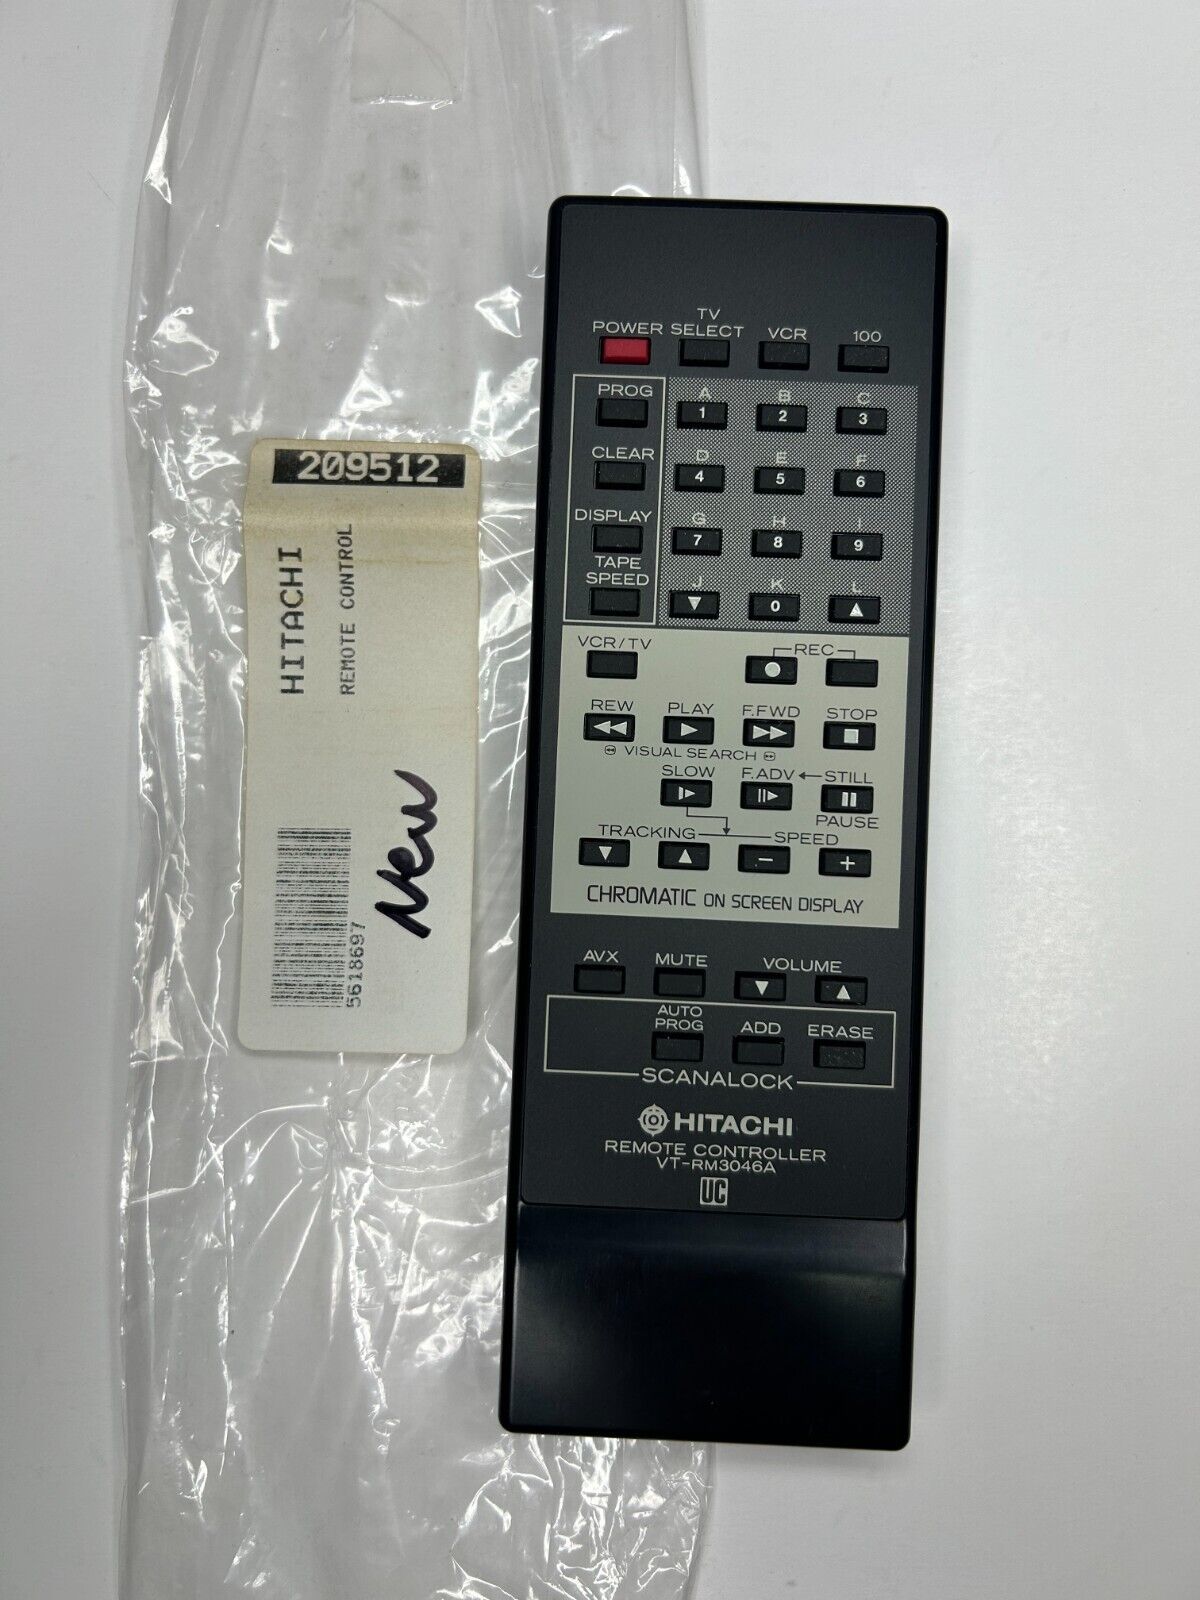 209512
HITACHI
REMOTE CONTROL
5618697
New
POWER TV SELECT VCR 100
PROG A B C
1 2 3
CLEAR D E F
4 5 6
DISPLAY G H I
7 8 9
TAPE SPEED J K L
▼ 0 ▲
VCR/TV REC
REW PLAY F.FWD STOP
VISUAL SEARCH
SLOW F.ADV STILL
PAUSE
TRACKING SPEED
▼ ▲ − +
CHROMATIC ON SCREEN DISPLAY
AVX MUTE VOLUME
▼ ▲
AUTO PROG ADD ERASE
SCANALOCK
HITACHI
REMOTE CONTROLLER
VT-RM3046A
UC